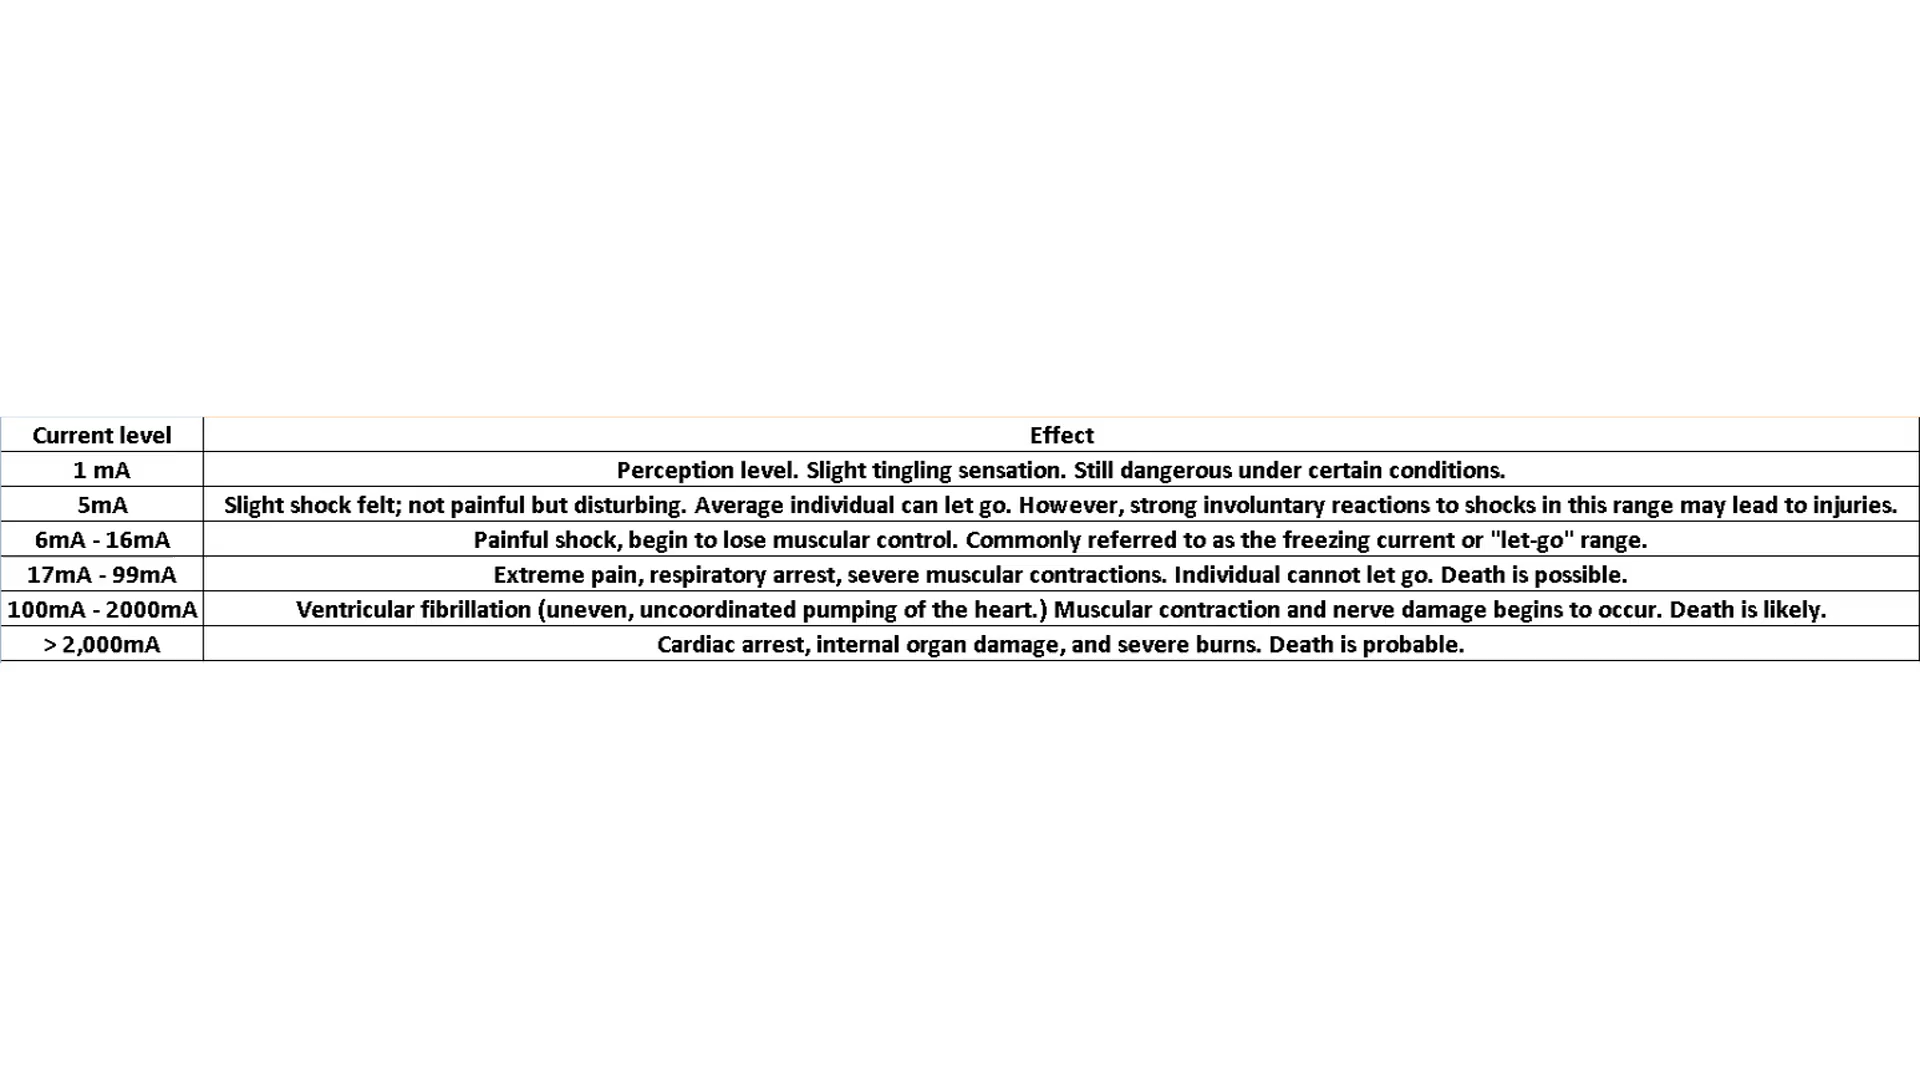 Current level Effect
1 mA Perception level. Slight tingling sensation. Still dangerous under certain conditions.
5mA Slight shock felt; not painful but disturbing. Average individual can let go. However, strong involuntary reactions to shocks in this range may lead to injuries.
6mA - 16mA Painful shock, begin to lose muscular control. Commonly referred to as the freezing current or "let-go" range.
17mA - 99mA Extreme pain, respiratory arrest, severe muscular contractions. Individual cannot let go. Death is possible.
100mA - 2000mA Ventricular fibrillation (uneven, uncoordinated pumping of the heart.) Muscular contraction and nerve damage begins to occur. Death is likely.
> 2,000mA Cardiac arrest, internal organ damage, and severe burns. Death is probable.